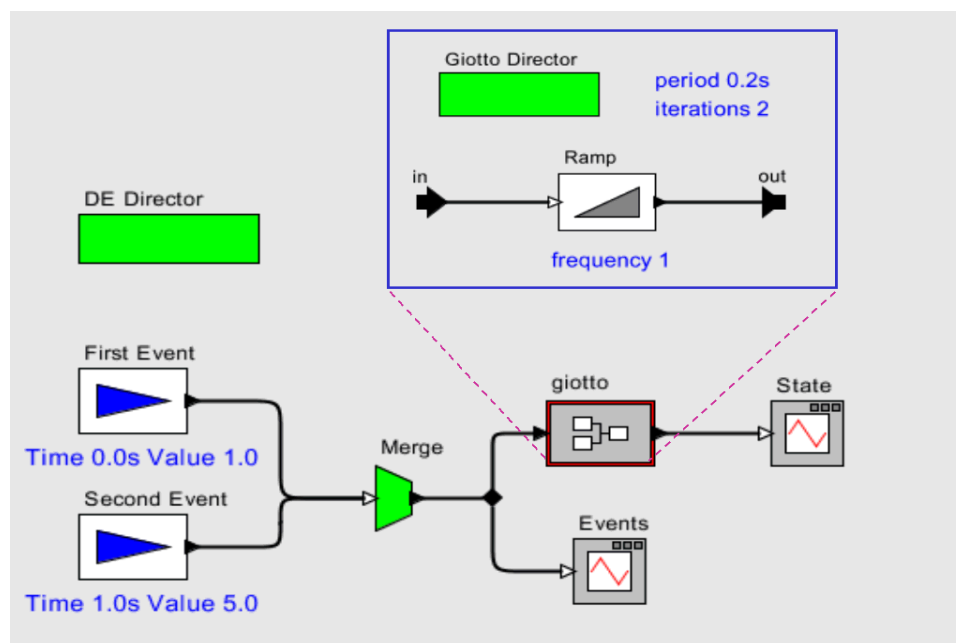 Giotto Director
period 0.2s
iterations 2
Ramp
in
out
frequency 1
DE Director
First Event
Time 0.0s Value 1.0
Second Event
Time 1.0s Value 5.0
Merge
giotto
State
Events